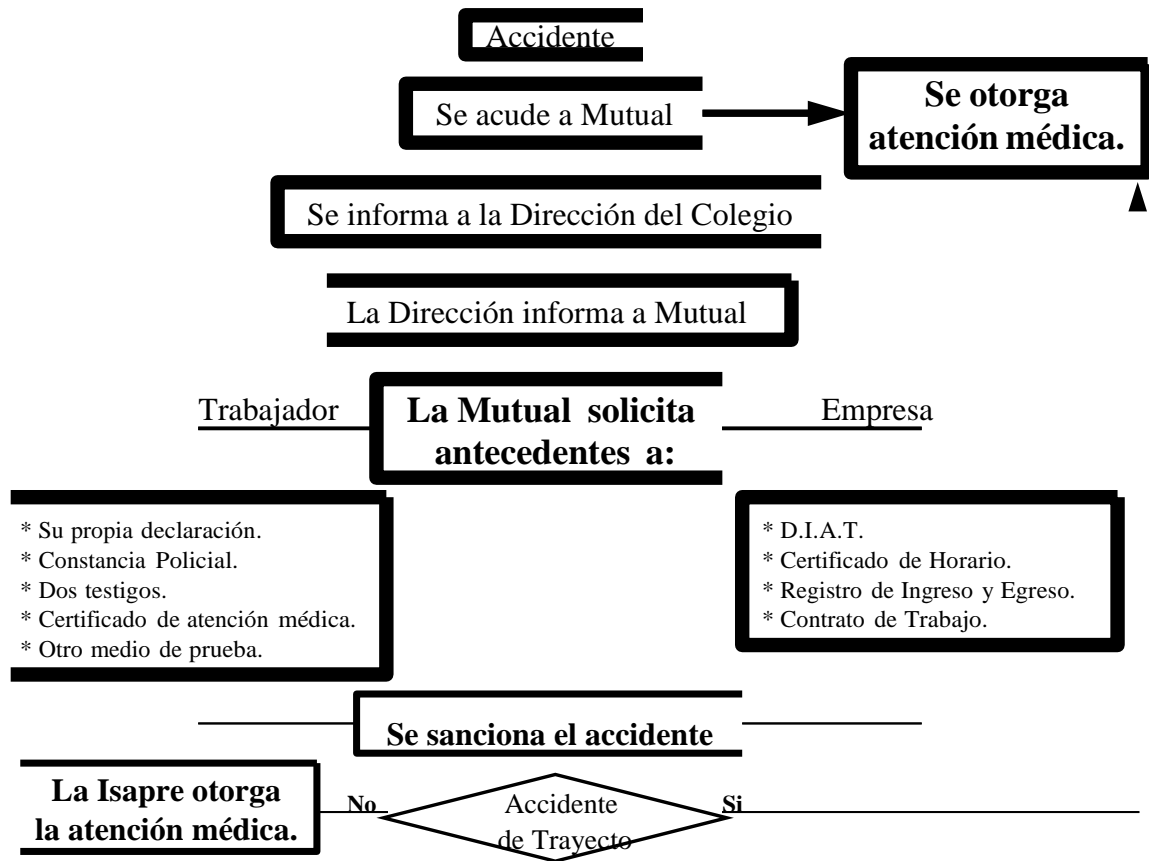 Accidente
Se acude a Mutual
Se otorga
atención médica.
Se informa a la Dirección del Colegio
La Dirección informa a Mutual
Trabajador
La Mutual solicita
antecedentes a:
Empresa
* Su propia declaración.
* Constancia Policial.
* Dos testigos.
* Certificado de atención médica.
* Otro medio de prueba.
* D.I.A.T.
* Certificado de Horario.
* Registro de Ingreso y Egreso.
* Contrato de Trabajo.
Se sanciona el accidente
La Isapre otorga
la atención médica.
No
Accidente
de Trayecto
Si